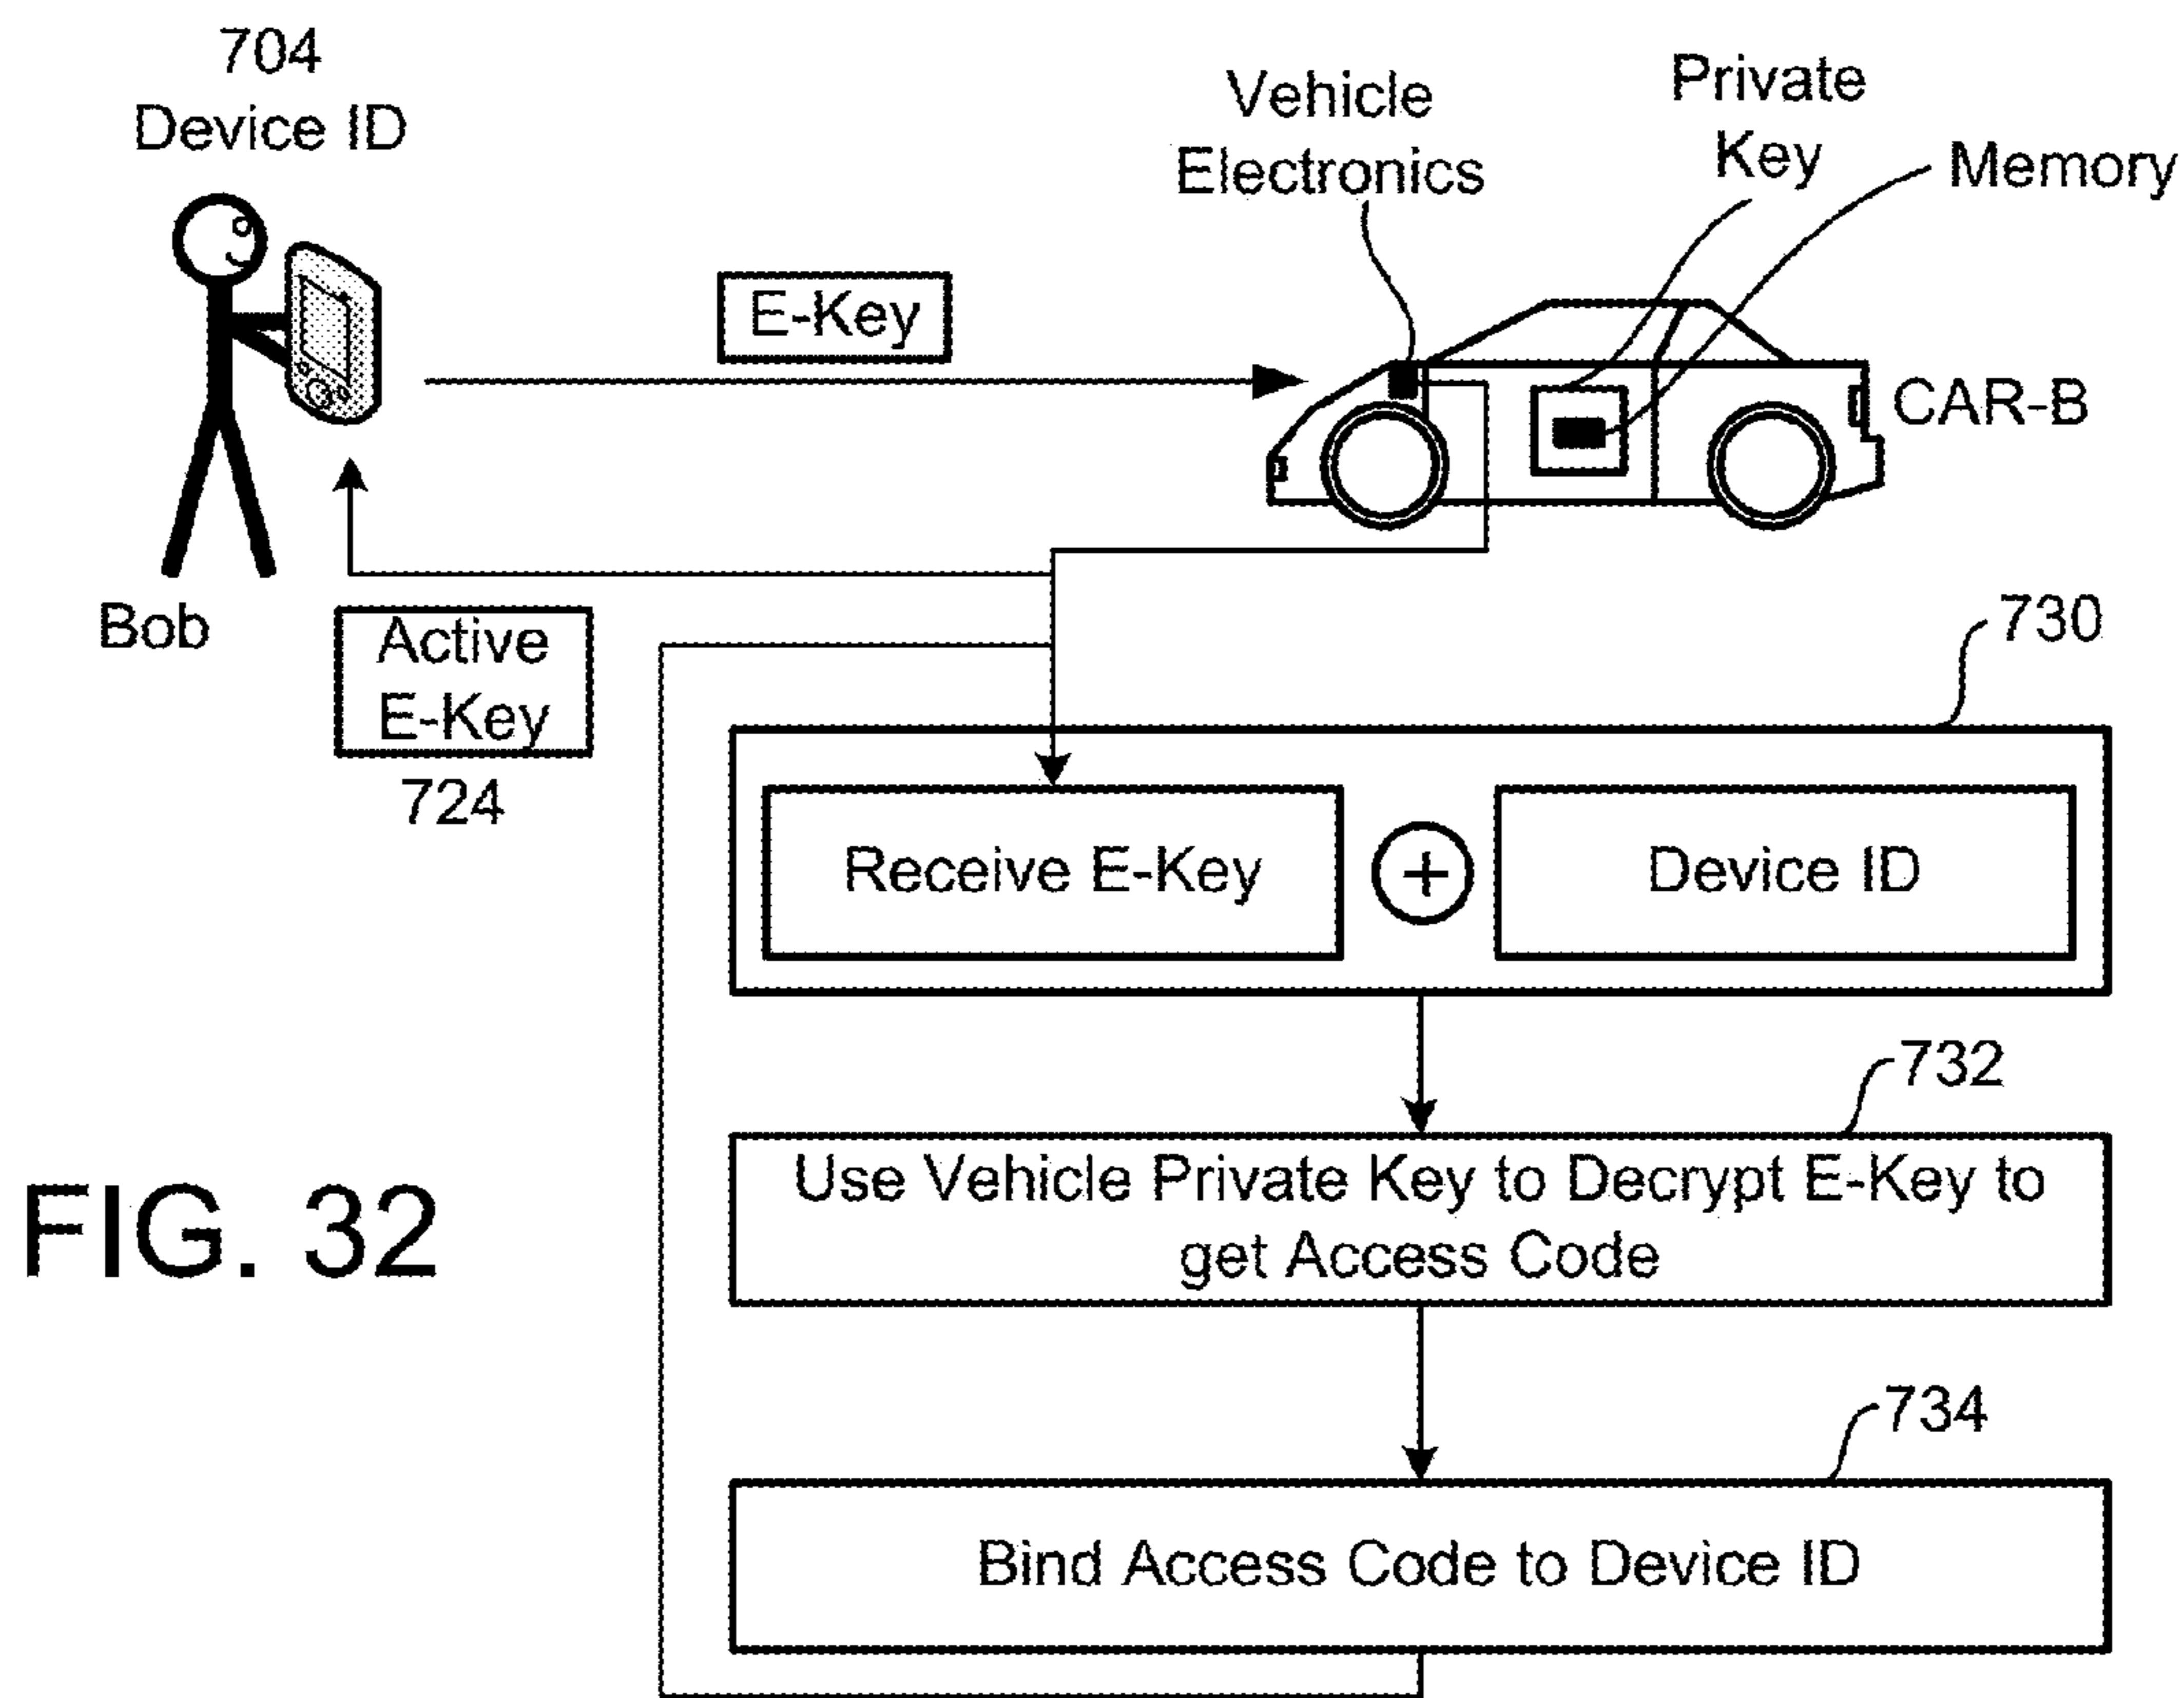 704
Device ID
Vehicle
Electronics
Private
Key
Memory
E-Key
CAR-B
Bob
Active
E-Key
724
730
Receive E-Key
+
Device ID
732
Use Vehicle Private Key to Decrypt E-Key to
get Access Code
FIG. 32
734
Bind Access Code to Device ID